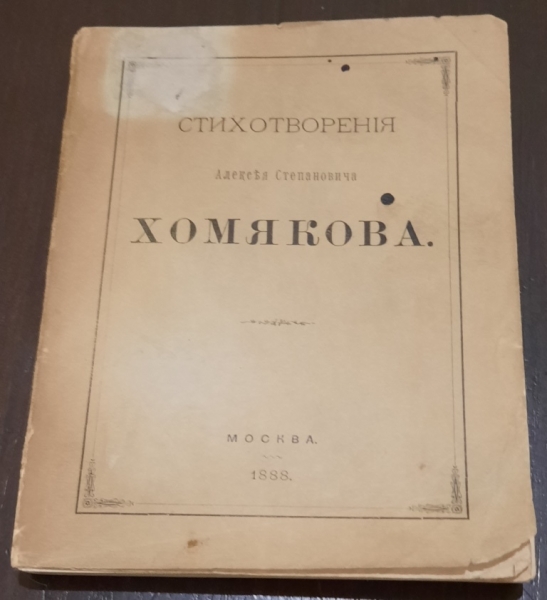 СТИХОТВОРЕНІЯ
Алексѣя Степановича
ХОМЯКОВА.
МОСКВА.
1888.